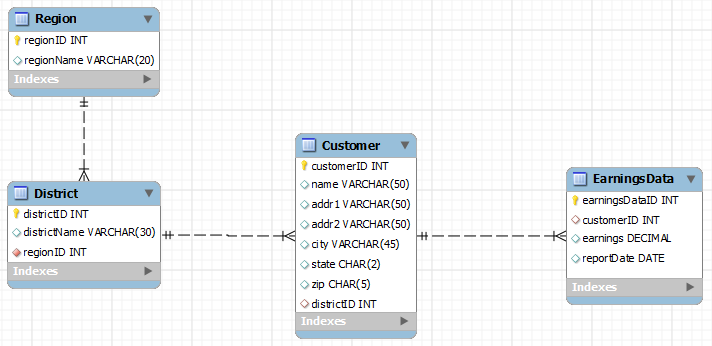 Region
regionID INT
regionName VARCHAR(20)
Indexes
District
districtID INT
districtName VARCHAR(30)
regionID INT
Indexes
Customer
customerID INT
name VARCHAR(50)
addr1 VARCHAR(50)
addr2 VARCHAR(50)
city VARCHAR(45)
state CHAR(2)
zip CHAR(5)
districtID INT
Indexes
EarningsData
earningsDataID INT
customerID INT
earnings DECIMAL
reportDate DATE
Indexes